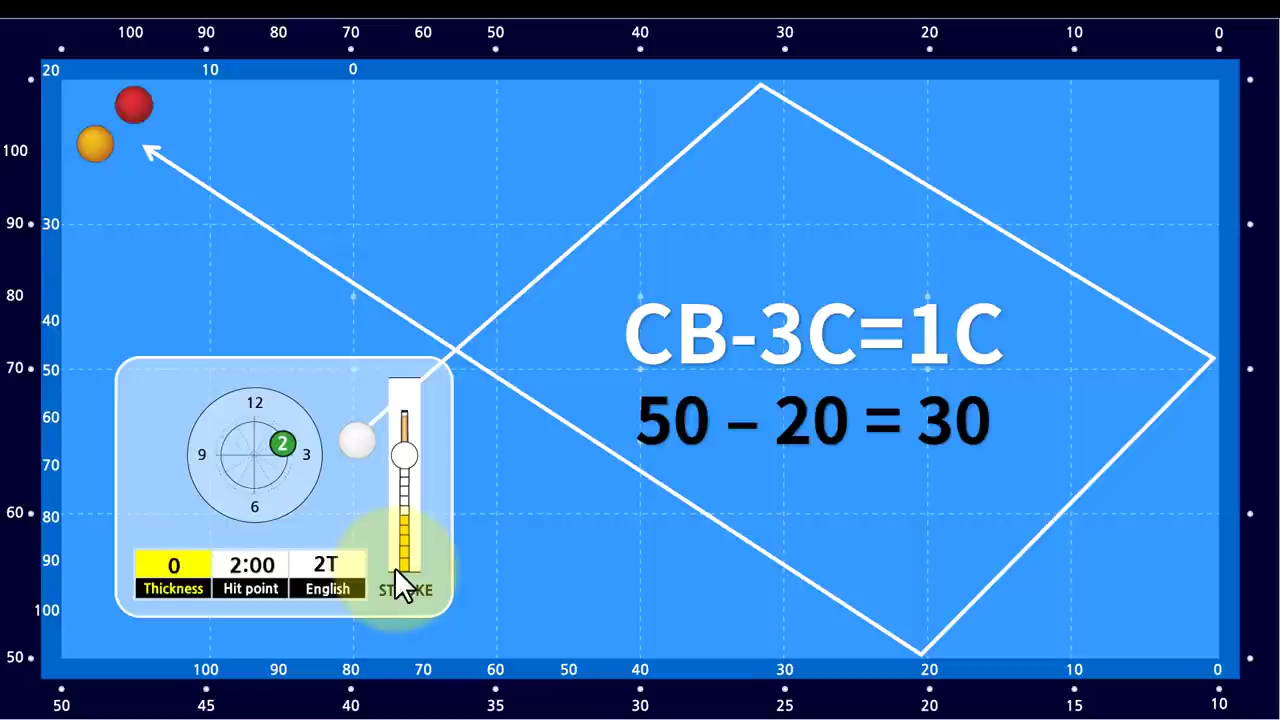 100 90 80 70 60 50 40 30 20 10 0
20 10 0
100
90 30
80
40
70 50
60
70
60 80
90
100
50
CB-3C=1C
50 – 20 = 30
12
9 2 3
6
0 2:00 2T
Thickness Hit point English
100 90 80 70 60 50 40 30 20 10 0
50 45 40 35 30 25 20 15 10